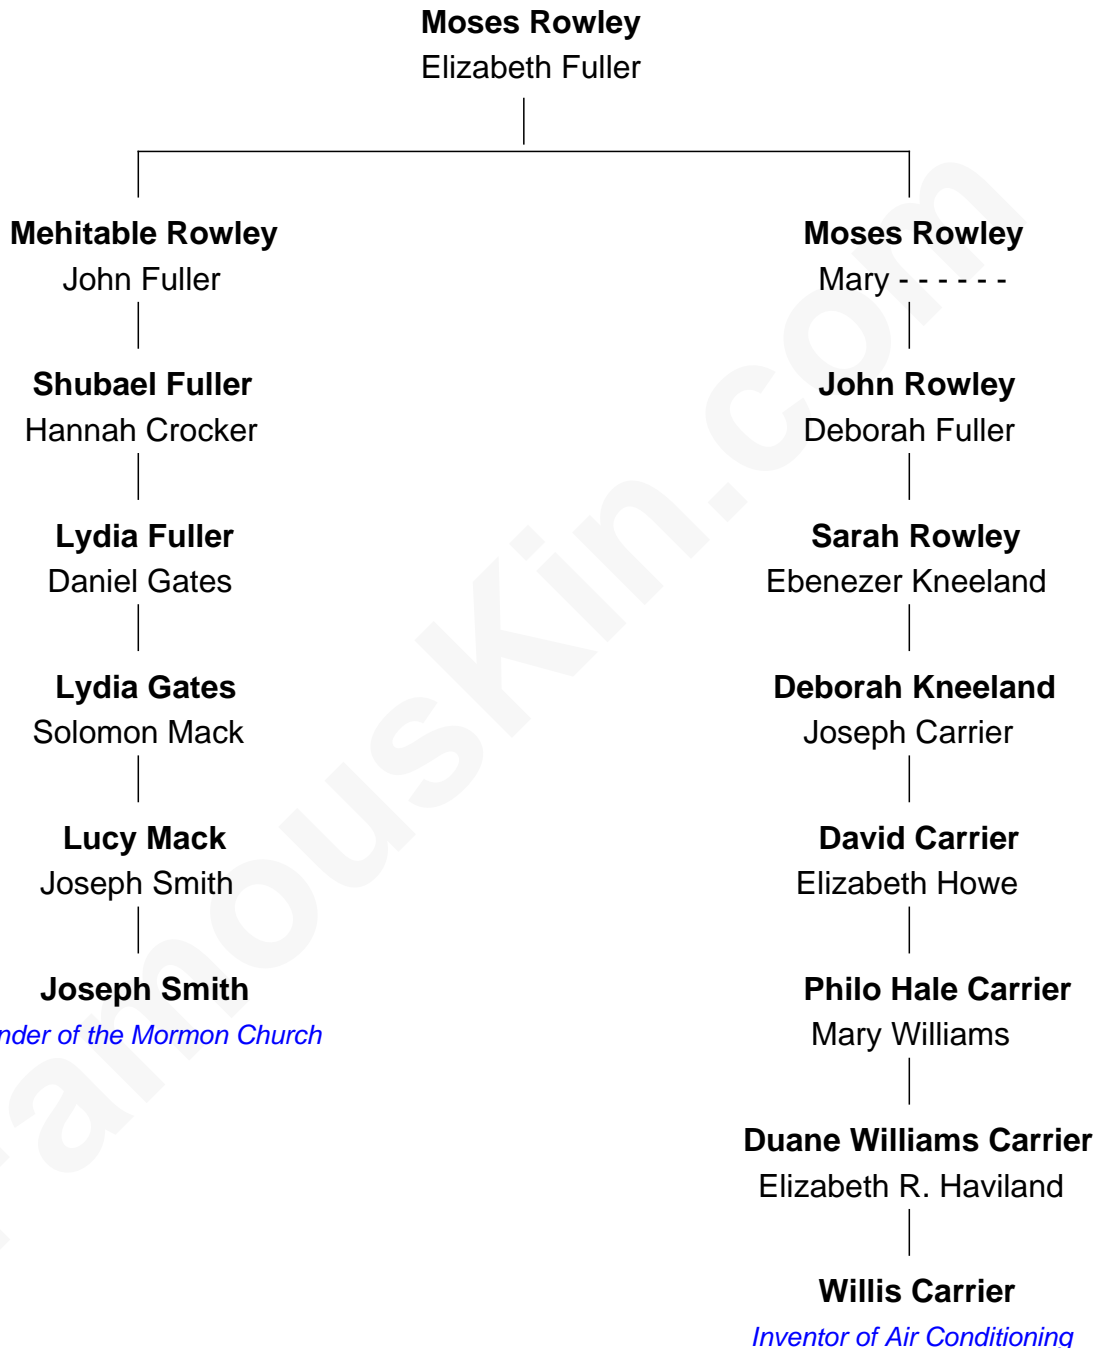 Moses Rowley
Elizabeth Fuller
Mehitable Rowley
John Fuller
Shubael Fuller
Hannah Crocker
Lydia Fuller
Daniel Gates
Lydia Gates
Solomon Mack
Lucy Mack
Joseph Smith
Joseph Smith
nder of the Mormon Church
Moses Rowley
Mary - - - - - -
John Rowley
Deborah Fuller
Sarah Rowley
Ebenezer Kneeland
Deborah Kneeland
Joseph Carrier
David Carrier
Elizabeth Howe
Philo Hale Carrier
Mary Williams
Duane Williams Carrier
Elizabeth R. Haviland
Willis Carrier
Inventor of Air Conditioning
FamousKin.com